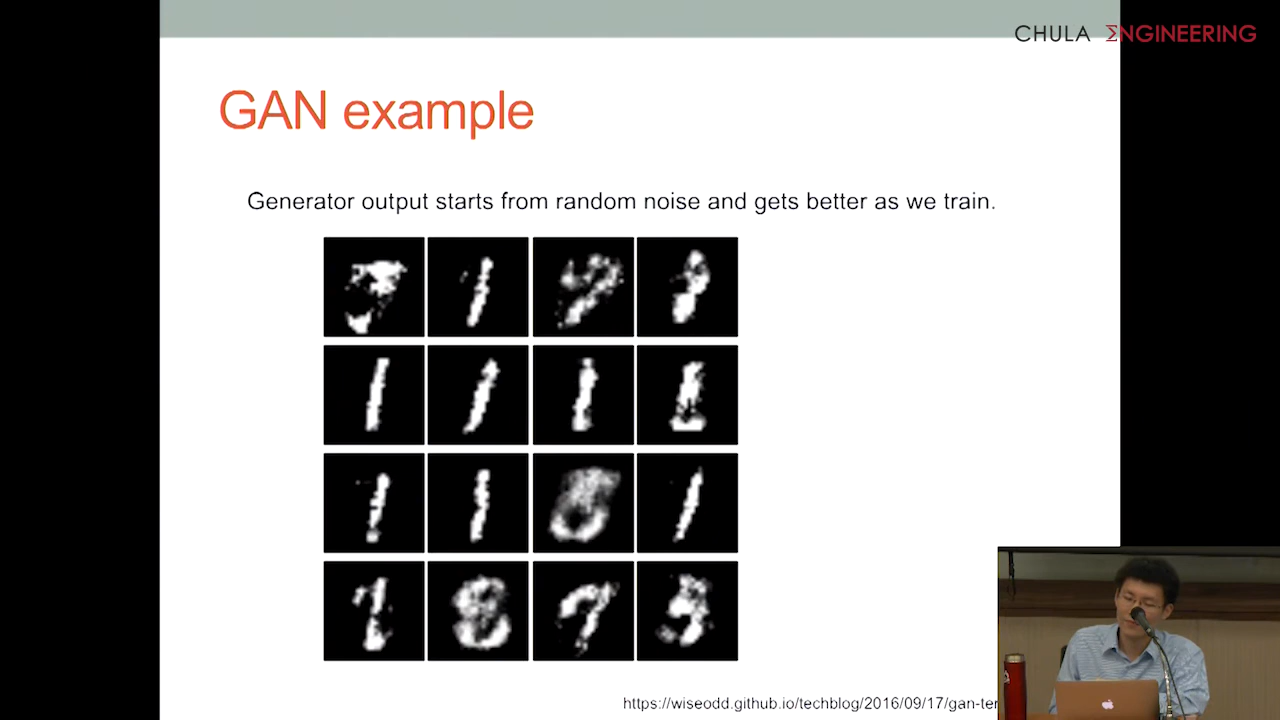 CHULA ΣNGINEERING
GAN example
Generator output starts from random noise and gets better as we train.
https://wiseodd.github.io/techblog/2016/09/17/gan-ter